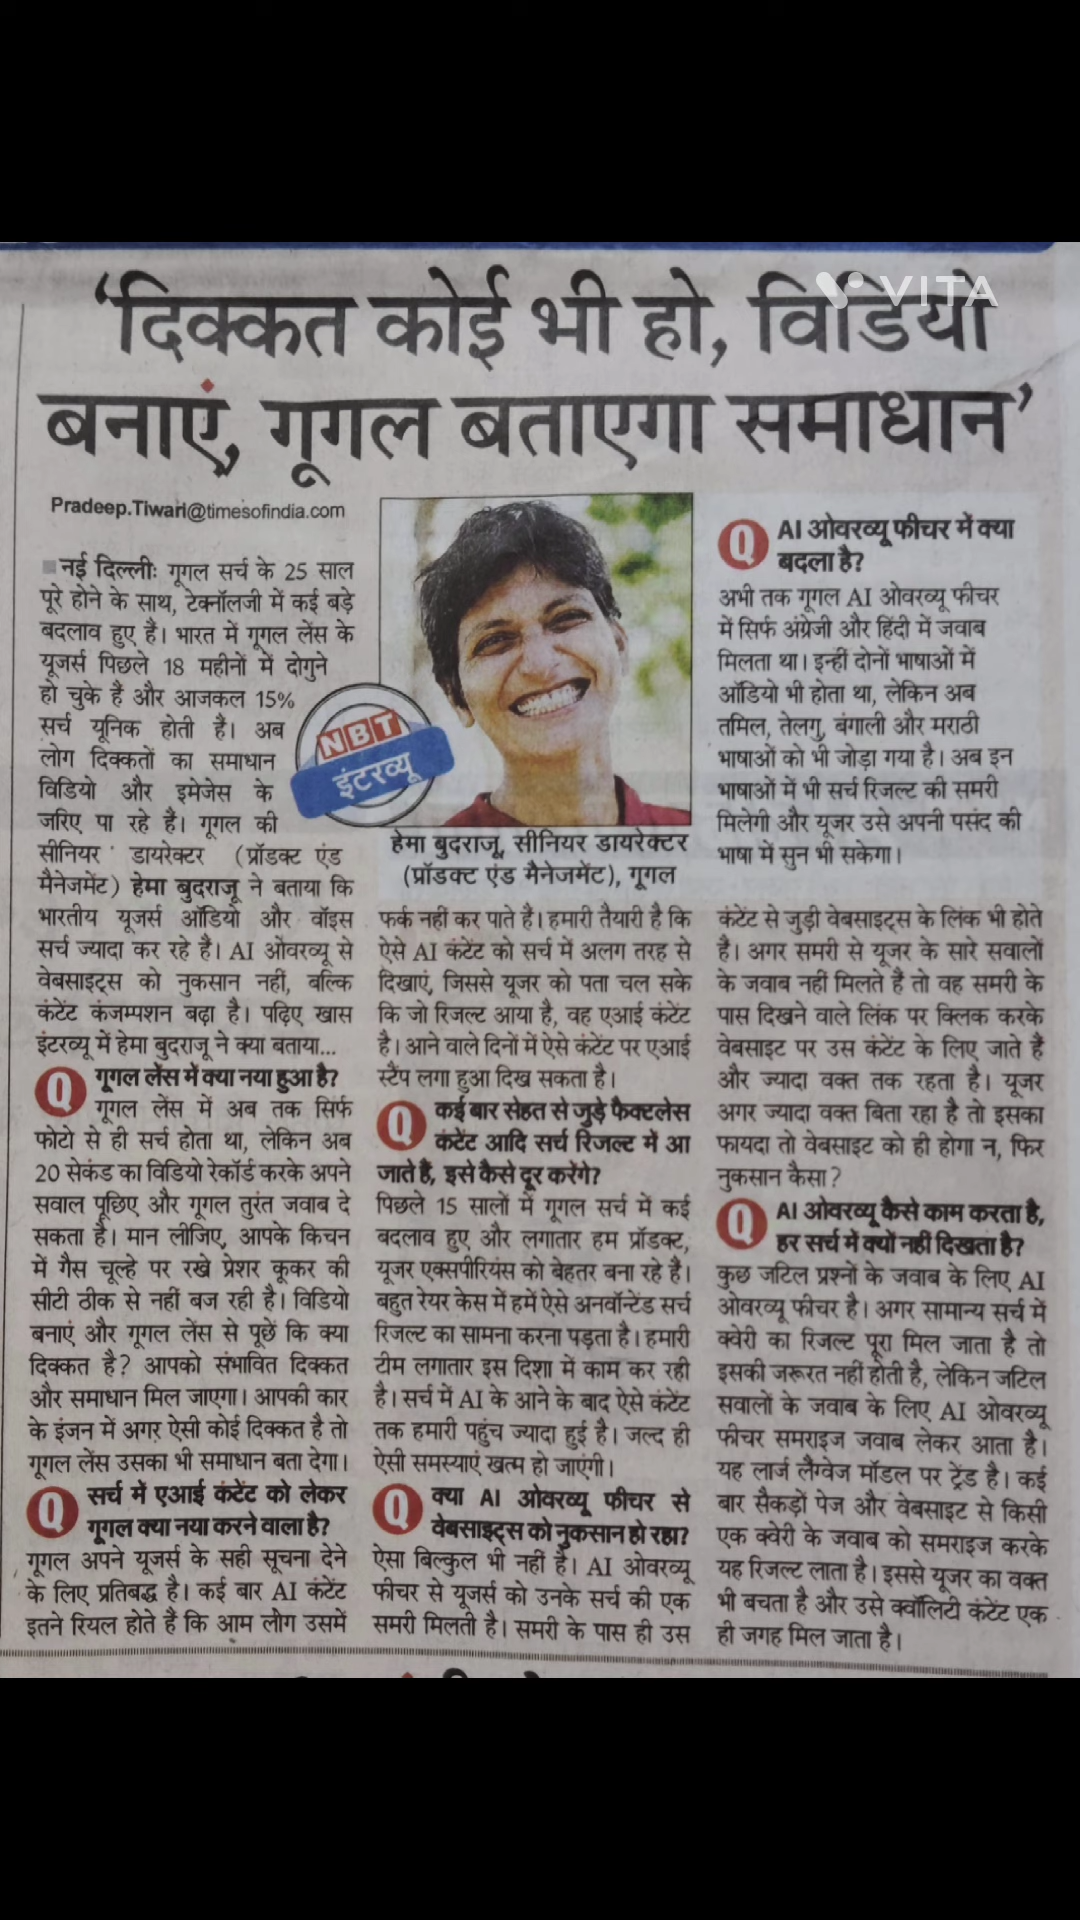 VITA
‘दिक्कत कोई भी हो, विडियो
बनाएं, गूगल बताएगा समाधान’
Pradeep.Tiwari@timesofindia.com
नई दिल्ली: गूगल सर्च के 25 साल
पूरे होने के साथ, टेक्नॉलजी में कई बड़े
बदलाव हुए है। भारत में गूगल लेंस के
यूजर्स पिछले 18 महीनों में दोगुने
हो चुके हैं और आजकल 15%
सर्च यूनिक होती है। अब
लोग दिक्कतों का समाधान
विडियो और इमेजेस के
जरिए पा रहे है। गूगल की
सीनियर डायरेक्टर (प्रॉडक्ट एंड
मैनेजमेंट) हेमा बुदराजू ने बताया कि
भारतीय यूजर्स ऑडियो और वॉइस
सर्च ज्यादा कर रहे है। AI ओवरव्यू से
वेबसाइट्स को नुकसान नहीं, बल्कि
कंटेंट कंजम्पशन बढ़ा है। पढ़िए खास
इंटरव्यू में हेमा बुदराजू ने क्या बताया...
Q गूगल लेंस में क्या नया हुआ है?
गूगल लेंस में अब तक सिर्फ
फोटो से ही सर्च होता था, लेकिन अब
20 सेकंड का विडियो रेकॉर्ड करके अपने
सवाल पूछिए और गूगल तुरंत जवाब दे
सकता है। मान लीजिए, आपके किचन
में गैस चूल्हे पर रखे प्रेशर कूकर की
सीटी ठीक से नहीं बज रही है। विडियो
बनाएं और गूगल लेंस से पूछें कि क्या
दिक्कत है? आपको संभावित दिक्कत
और समाधान मिल जाएगा। आपकी कार
के इंजन में अगर ऐसी कोई दिक्कत है तो
गूगल लेंस उसका भी समाधान बता देगा।
Q सर्च में एआई कंटेंट को लेकर
गूगल क्या नया करने वाला है?
गूगल अपने यूजर्स के सही सूचना देने
के लिए प्रतिबद्ध है। कई बार AI कंटेंट
इतने रियल होते हैं कि आम लोग उसमें
NBT
इंटरव्यू
हेमा बुदराजू, सीनियर डायरेक्टर
(प्रॉडक्ट एंड मैनेजमेंट), गूगल
फर्क नहीं कर पाते है। हमारी तैयारी है कि
ऐसे AI कंटेंट को सर्च में अलग तरह से
दिखाएं, जिससे यूजर को पता चल सके
कि जो रिजल्ट आया है, वह एआई कंटेंट
है। आने वाले दिनों में ऐसे कंटेंट पर एआई
स्टैंप लगा हुआ दिख सकता है।
Q कई बार सेहत से जुड़े फैक्टलेस
कंटेंट आदि सर्च रिजल्ट में आ
जाते हैं, इसे कैसे दूर करेंगे?
पिछले 15 सालों में गूगल सर्च में कई
बदलाव हुए और लगातार हम प्रॉडक्ट,
यूजर एक्सपीरियंस को बेहतर बना रहे है।
बहुत रेयर केस में हमें ऐसे अनवॉन्टेड सर्च
रिजल्ट का सामना करना पड़ता है। हमारी
टीम लगातार इस दिशा में काम कर रही
है। सर्च में AI के आने के बाद ऐसे कंटेंट
तक हमारी पहुंच ज्यादा हुई है। जल्द ही
ऐसी समस्याएं खत्म हो जाएंगी।
Q क्या AI ओवरव्यू फीचर से
वेबसाइट्स को नुकसान हो रहा?
ऐसा बिल्कुल भी नहीं है। AI ओवरव्यू
फीचर से यूजर्स को उनके सर्च की एक
समरी मिलती है। समरी के पास ही उस
Q AI ओवरव्यू फीचर में क्या
बदला है?
अभी तक गूगल AI ओवरव्यू फीचर
में सिर्फ अंग्रेजी और हिंदी में जवाब
मिलता था। इन्हीं दोनों भाषाओं में
ऑडियो भी होता था, लेकिन अब
तमिल, तेलगु, बंगाली और मराठी
भाषाओं को भी जोड़ा गया है। अब इन
भाषाओं में भी सर्च रिजल्ट की समरी
मिलेगी और यूजर उसे अपनी पसंद की
भाषा में सुन भी सकेगा।
कंटेंट से जुड़ी वेबसाइट्स के लिंक भी होते
है। अगर समरी से यूजर के सारे सवालों
के जवाब नहीं मिलते हैं तो वह समरी के
पास दिखने वाले लिंक पर क्लिक करके
वेबसाइट पर उस कंटेंट के लिए जाते हैं
और ज्यादा वक्त तक रहता है। यूजर
अगर ज्यादा वक्त बिता रहा है तो इसका
फायदा तो वेबसाइट को ही होगा न, फिर
नुकसान कैसा?
Q AI ओवरव्यू कैसे काम करता है,
हर सर्च में क्यों नहीं दिखता है?
कुछ जटिल प्रश्नों के जवाब के लिए AI
ओवरव्यू फीचर है। अगर सामान्य सर्च में
क्वेरी का रिजल्ट पूरा मिल जाता है तो
इसकी जरूरत नहीं होती है, लेकिन जटिल
सवालों के जवाब के लिए AI ओवरव्यू
फीचर समराइज जवाब लेकर आता है।
यह लार्ज लैंग्वेज मॉडल पर ट्रेंड है। कई
बार सैकड़ों पेज और वेबसाइट से किसी
एक क्वेरी के जवाब को समराइज करके
यह रिजल्ट लाता है। इससे यूजर का वक्त
भी बचता है और उसे क्वॉलिटी कंटेंट एक
ही जगह मिल जाता है।